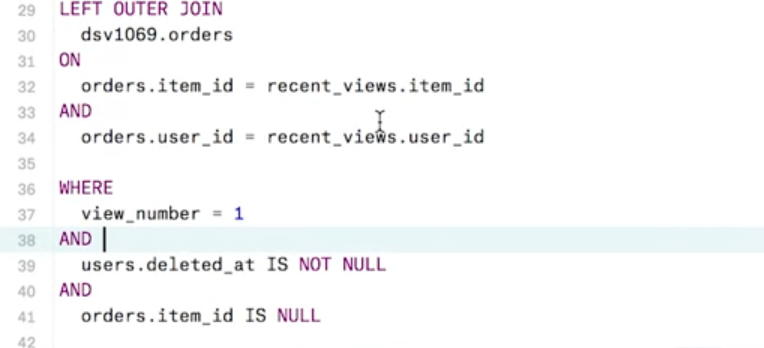 29 LEFT OUTER JOIN
30 dsv1069.orders
31 ON
32 orders.item_id = recent_views.item_id
33 AND
34 orders.user_id = recent_views.user_id
35
36 WHERE
37 view_number = 1
38 AND
39 users.deleted_at IS NOT NULL
40 AND
41 orders.item_id IS NULL
42